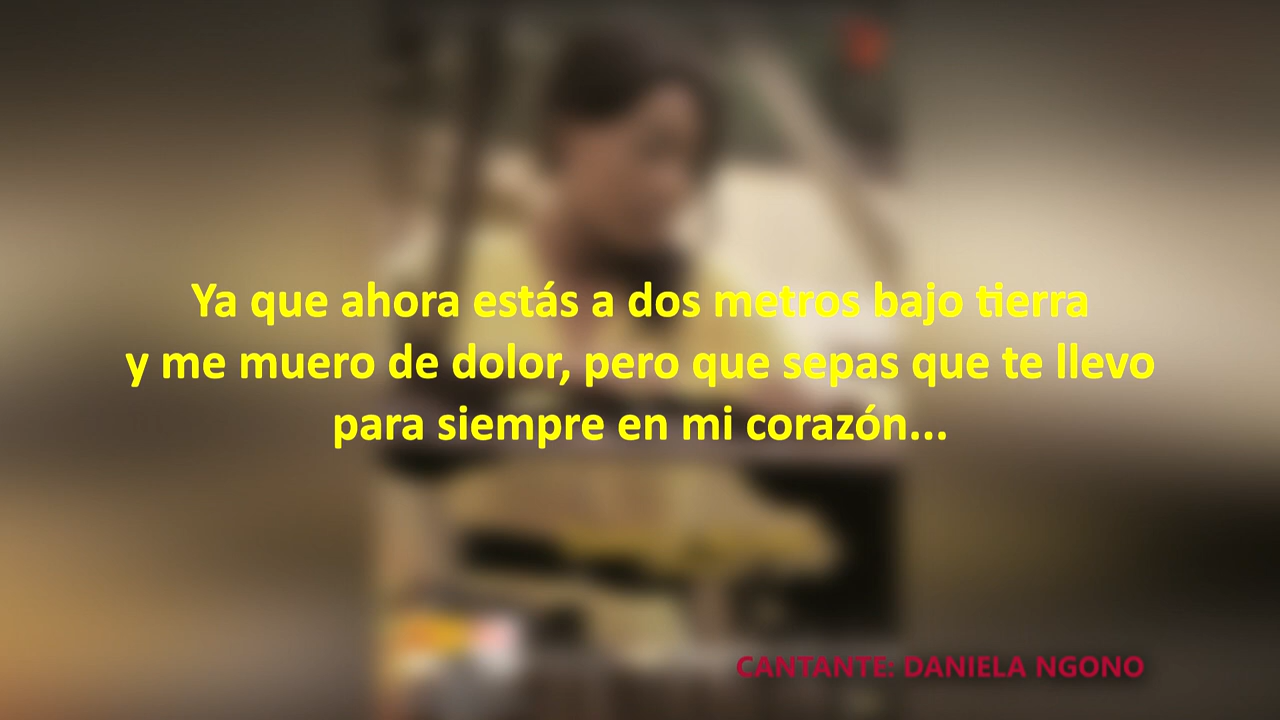 Ya que ahora estás a dos metros bajo tierra
y me muero de dolor, pero que sepas que te llevo
para siempre en mi corazón...
CANTANTE: DANIELA NGONO